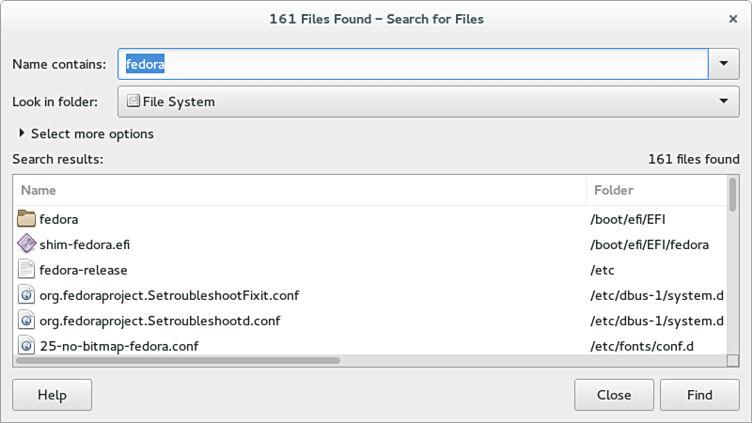 161 Files Found – Search for Files
Name contains: fedora
Look in folder: File System
Select more options
Search results: 161 files found
Name Folder
fedora /boot/efi/EFI
shim-fedora.efi /boot/efi/EFI/fedora
fedora-release /etc
org.fedoraproject.SetroubleshootFixit.conf /etc/dbus-1/system.d
org.fedoraproject.Setroubleshootd.conf /etc/dbus-1/system.d
25-no-bitmap-fedora.conf /etc/fonts/conf.d
Help Close Find